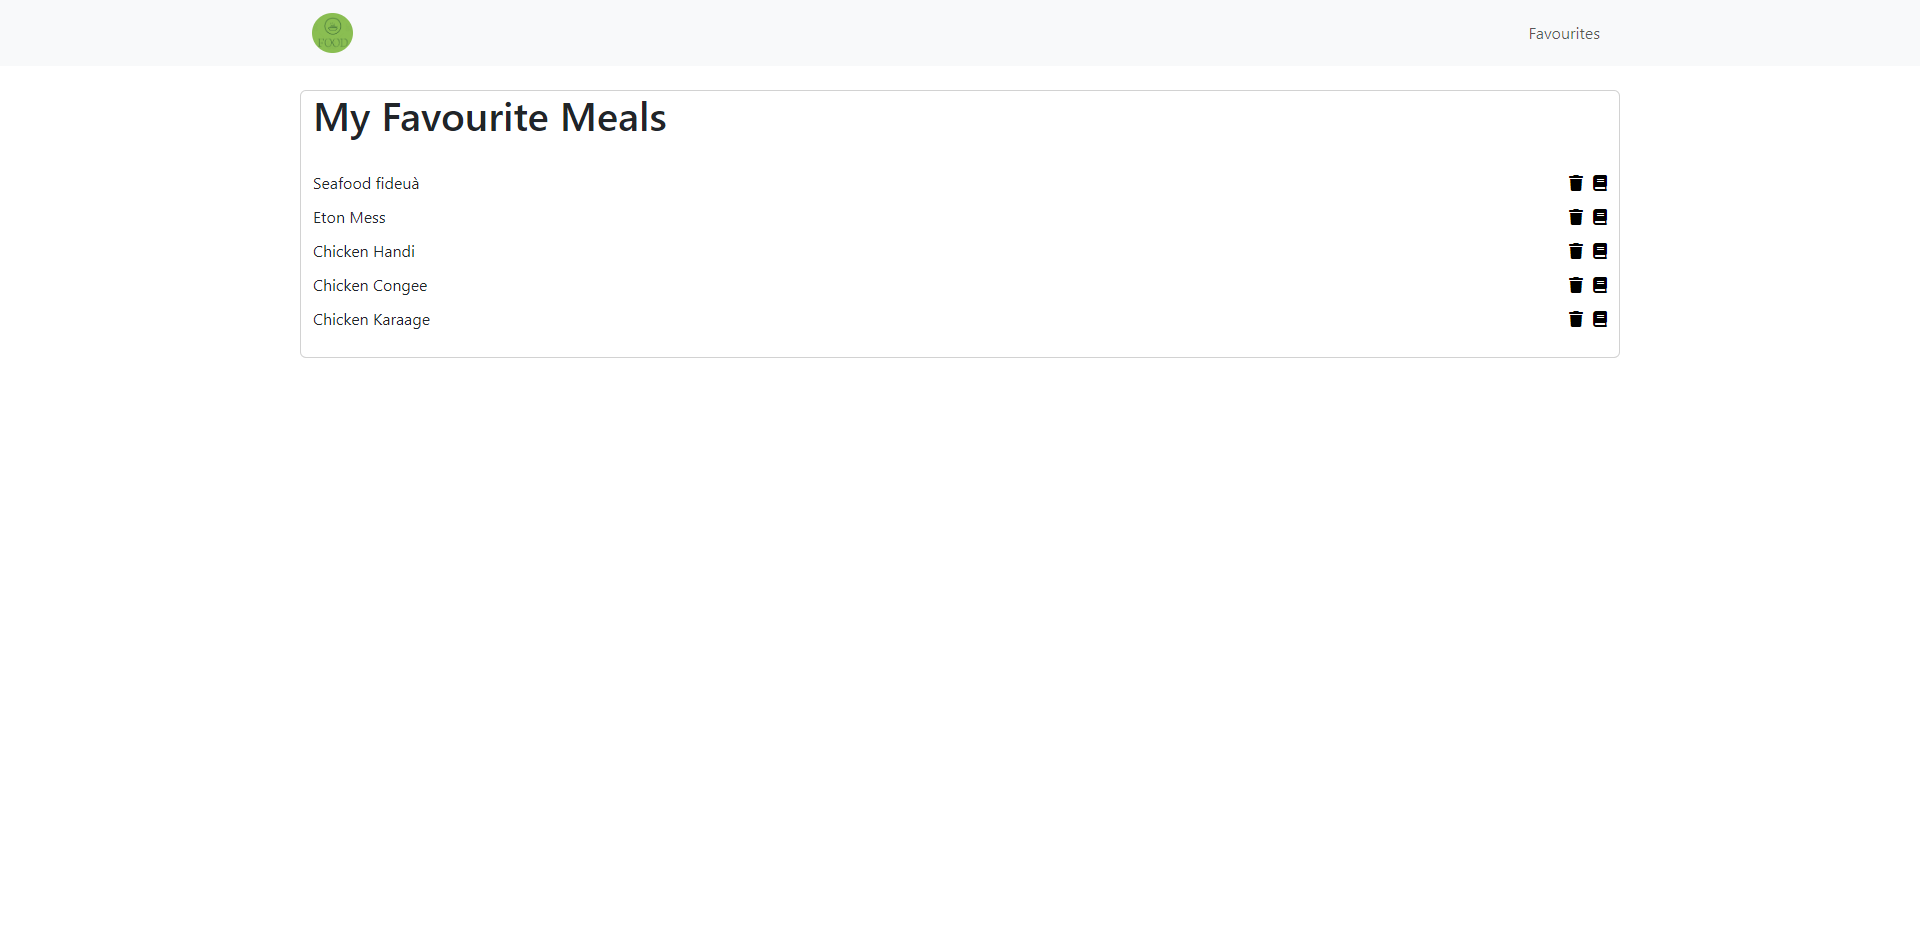 FOOD
Favourites
My Favourite Meals
Seafood fideuà
Eton Mess
Chicken Handi
Chicken Congee
Chicken Karaage